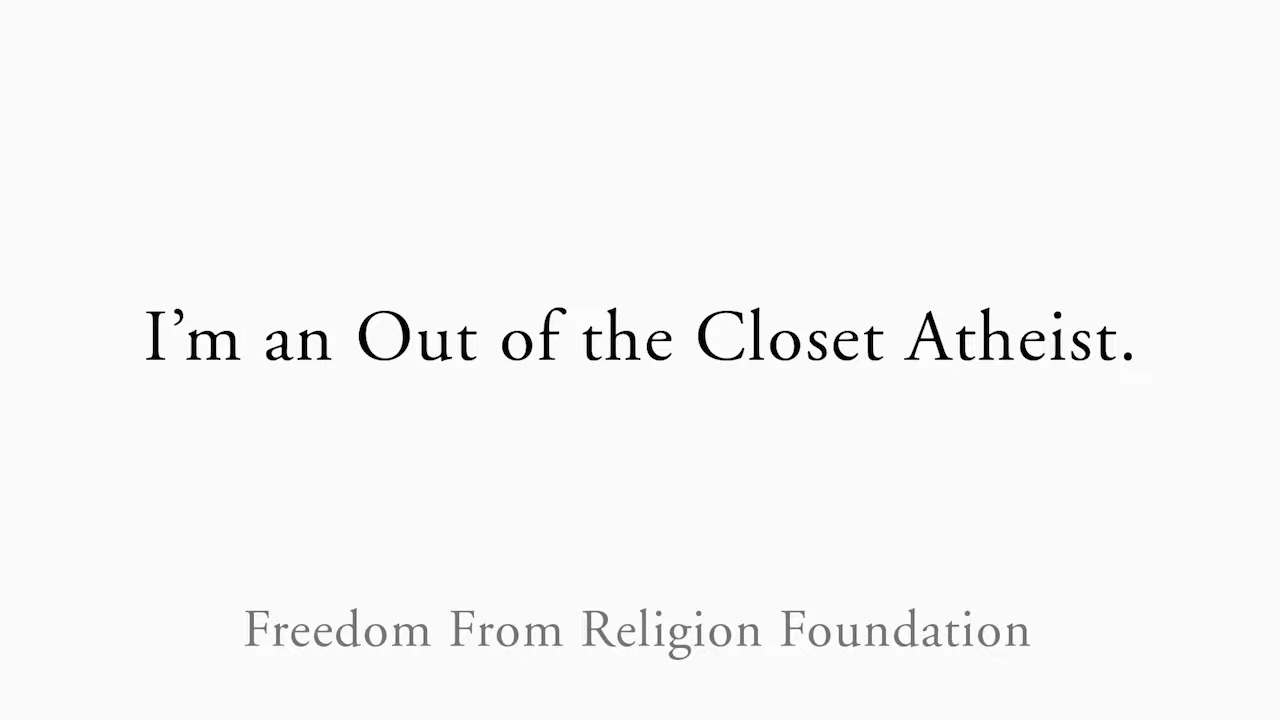 I’m an Out of the Closet Atheist.
Freedom From Religion Foundation